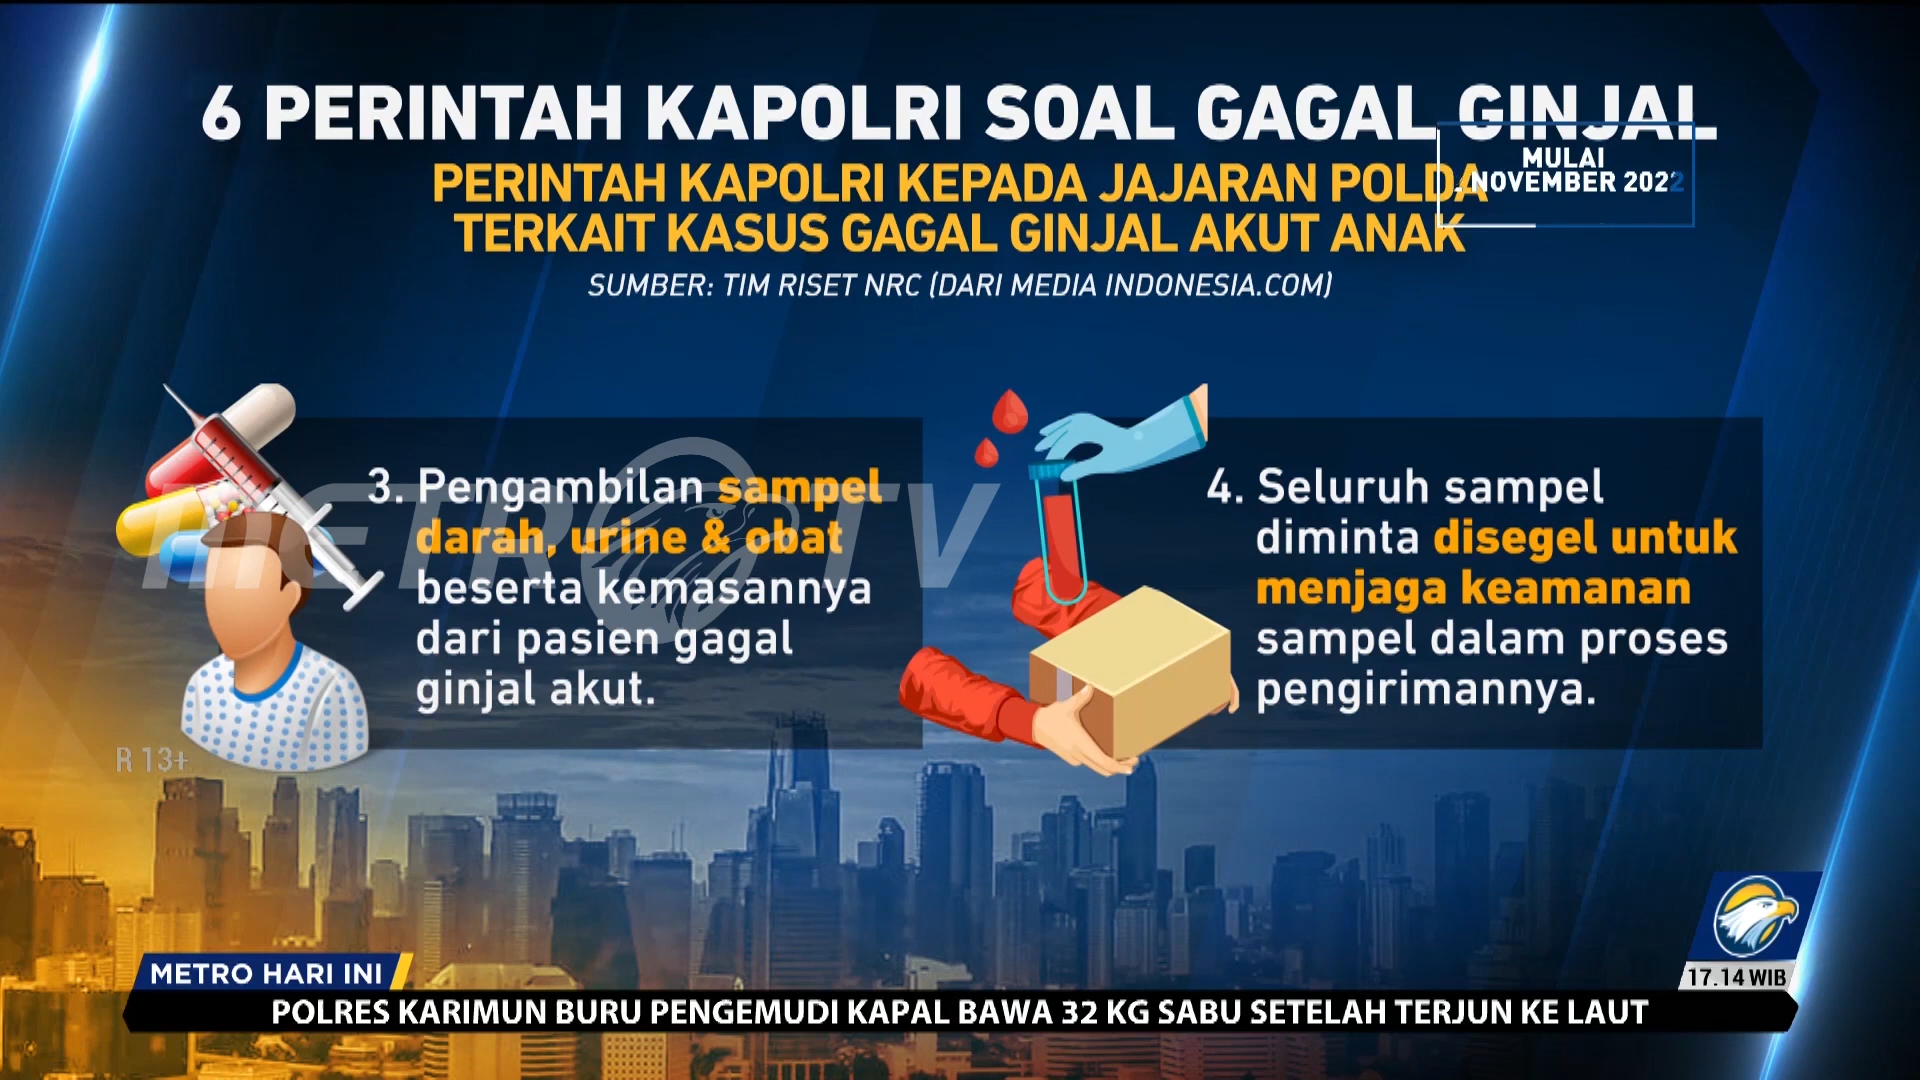 6 PERINTAH KAPOLRI SOAL GAGAL GINJAL
MULAI
NOVEMBER 2022
PERINTAH KAPOLRI KEPADA JAJARAN POLDA
TERKAIT KASUS GAGAL GINJAL AKUT ANAK
SUMBER: TIM RISET NRC (DARI MEDIA INDONESIA.COM)
3. Pengambilan sampel
darah, urine & obat
beserta kemasannya
dari pasien gagal
ginjal akut.
4. Seluruh sampel
diminta disegel untuk
menjaga keamanan
sampel dalam proses
pengirimannya.
METRO TV
R 13+
METRO HARI INI
17.14 WIB
POLRES KARIMUN BURU PENGEMUDI KAPAL BAWA 32 KG SABU SETELAH TERJUN KE LAUT